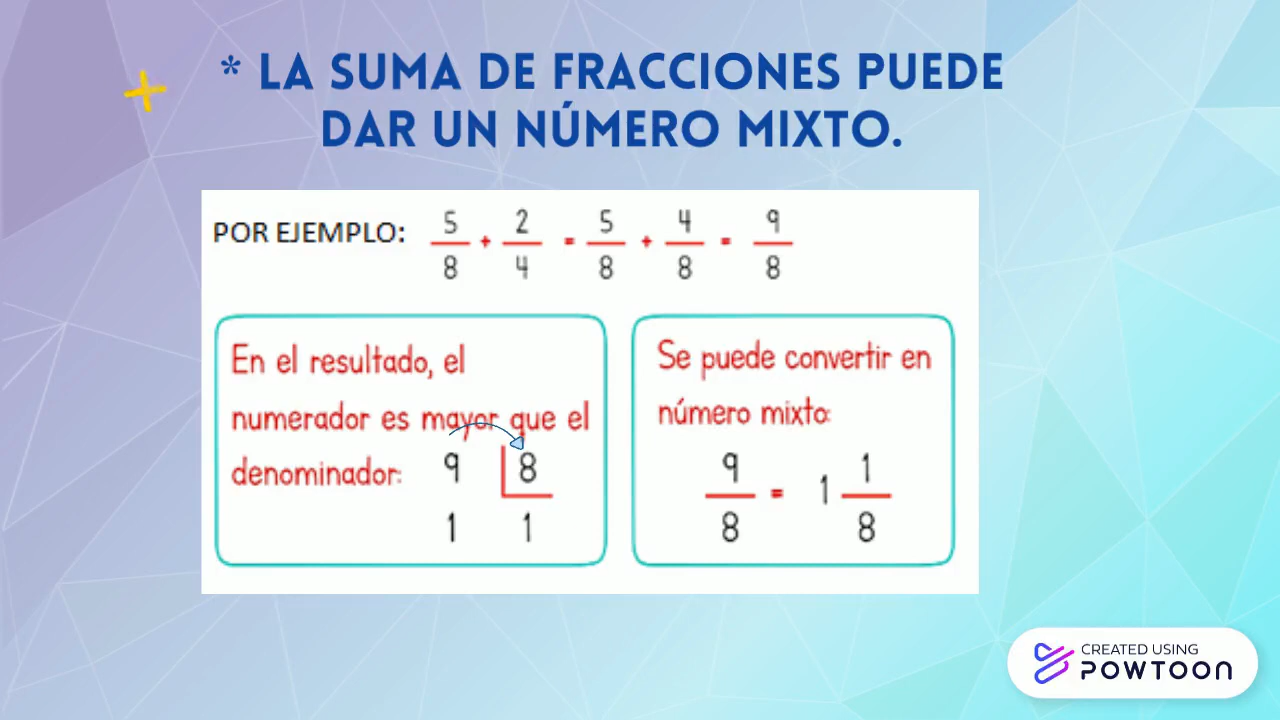 * LA SUMA DE FRACCIONES PUEDE
DAR UN NÚMERO MIXTO.
POR EJEMPLO: 5/8 + 2/4 = 5/8 + 4/8 = 9/8
En el resultado, el
numerador es mayor que el
denominador: 9 8
1 1
Se puede convertir en
número mixto:
9/8 = 1 1/8
CREATED USING
POWTOON